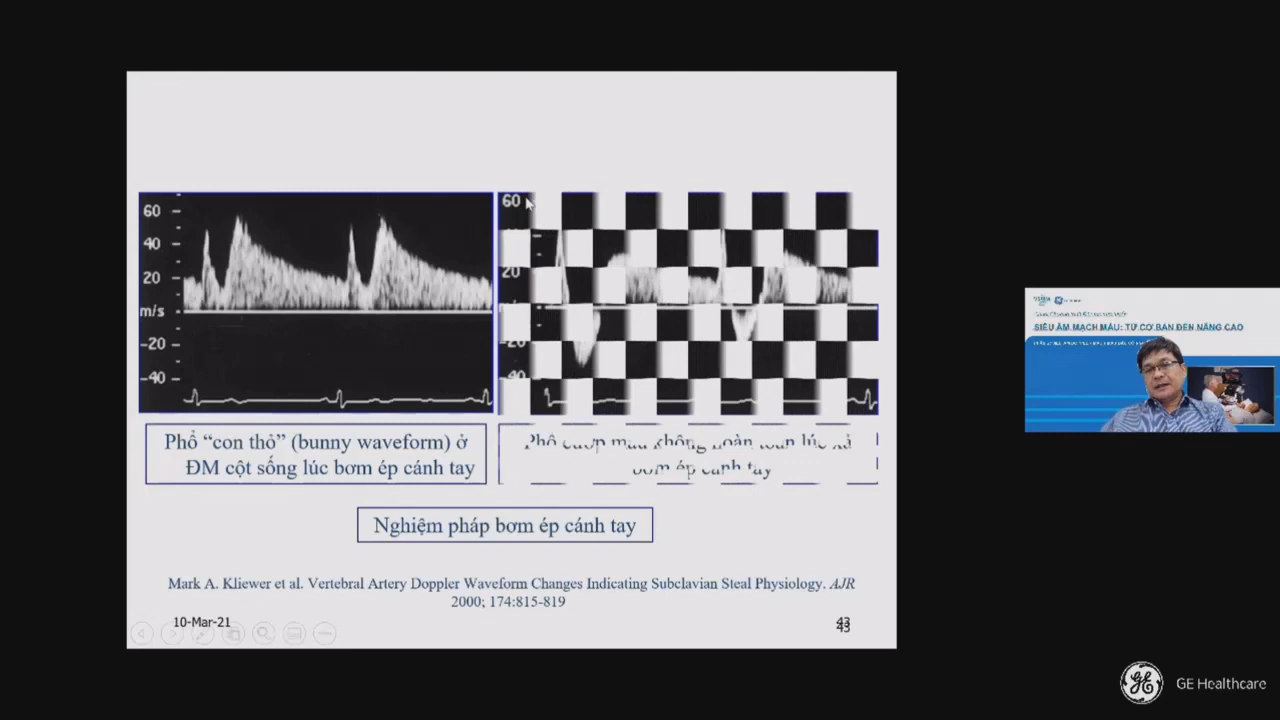 60
40
20
m/s
-20
-40
60
20
Phổ “con thỏ” (bunny waveform) ở
ĐM cột sống lúc bơm ép cánh tay
bơm ép cánh tay
Nghiệm pháp bơm ép cánh tay
Mark A. Kliewer et al. Vertebral Artery Doppler Waveform Changes Indicating Subclavian Steal Physiology. AJR
2000; 174:815-819
10-Mar-21
43
SIÊU ÂM MẠCH MÁU: TỪ CƠ BẢN ĐẾN NÂNG CAO
GE Healthcare